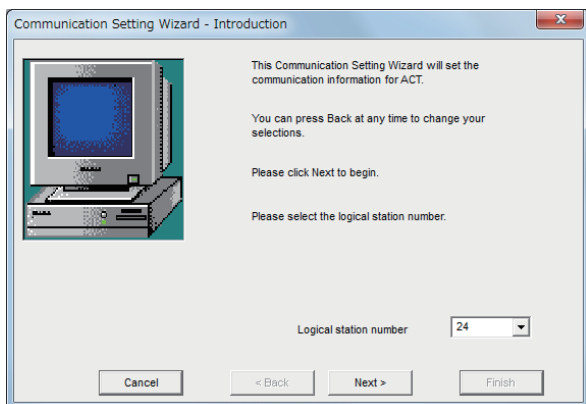 Communication Setting Wizard - Introduction
This Communication Setting Wizard will set the
communication information for ACT.
You can press Back at any time to change your
selections.
Please click Next to begin.
Please select the logical station number.
Logical station number 24
Cancel < Back Next > Finish